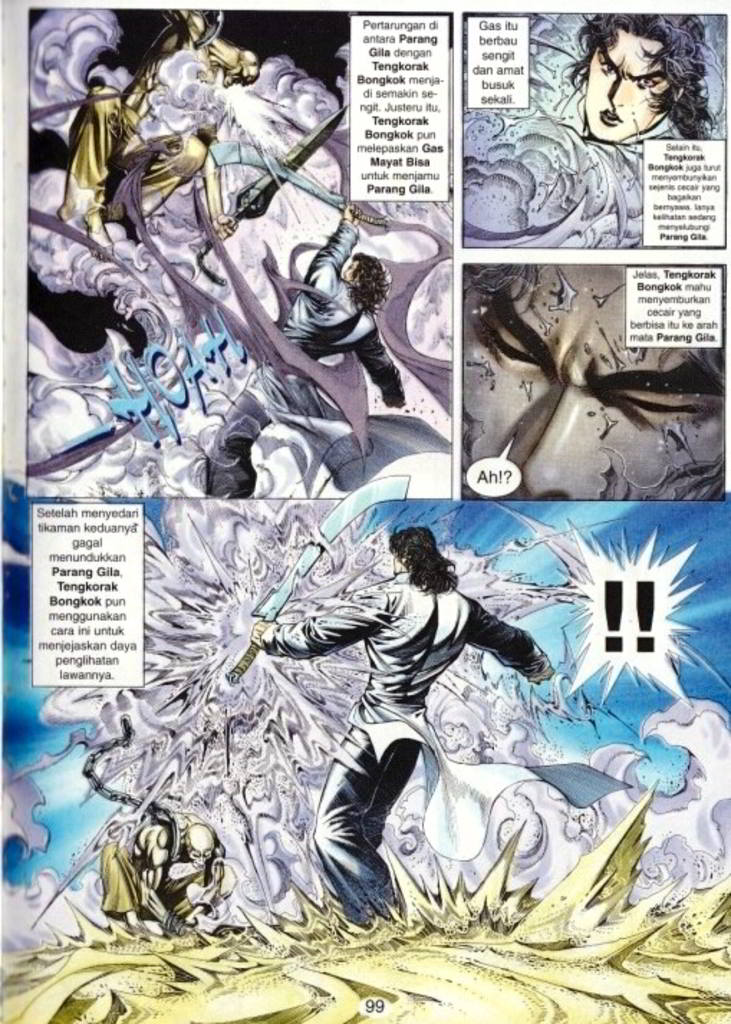 Pertarungan di
antara Parang
Gila dengan
Tengkorak
Bongkok menja-
di semakin se-
ngit. Justeru itu,
Tengkorak
Bongkok pun
melepaskan Gas
Mayat Bisa
untuk menjamu
Parang Gila.
Gas itu
berbau
sengit
dan amat
busuk
sekali.
Selain itu,
Tengkorak
Bongkok juga turut
menyembunyikan
sejenis cecair yang
bagaikan
bernyawa. Ianya
kelihatan sedang
menyelubungi
Parang Gila.
Jelas, Tengkorak
Bongkok mahu
menyemburkan
cecair yang
berbisa itu ke arah
mata Parang Gila.
Ah!?
Setelah menyedari
tikaman keduanya
gagal
menundukkan
Parang Gila,
Tengkorak
Bongkok pun
menggunakan
cara ini untuk
menjejaskan daya
penglihatan
lawannya.
!!
99